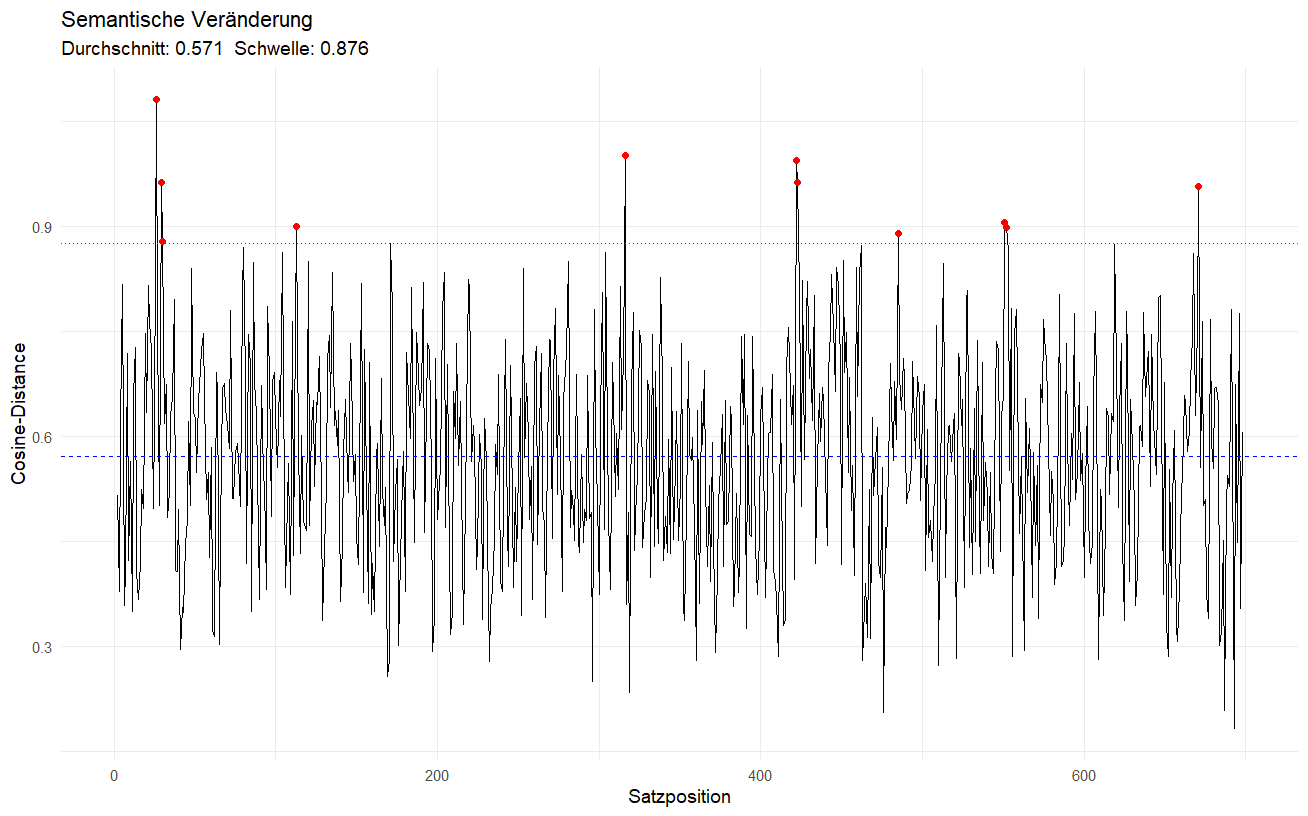 Semantische Veränderung
Durchschnitt: 0.571  Schwelle: 0.876
Cosine-Distance
0.9
0.6
0.3
0
200
400
600
Satzposition